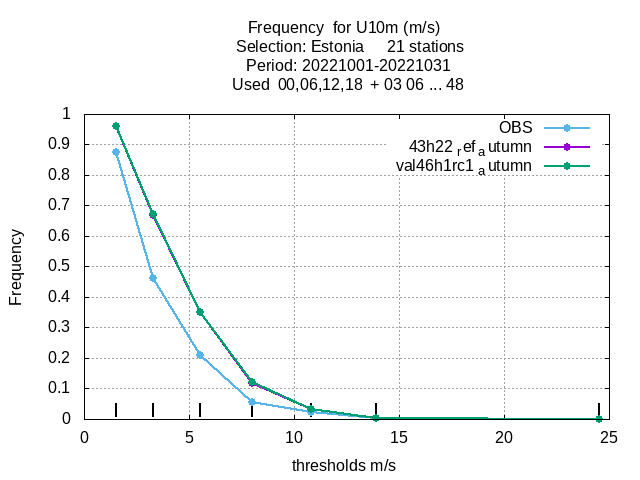 Frequency  for U10m (m/s)
Selection: Estonia     21 stations
Period: 20221001-20221031
Used  00,06,12,18  + 03 06 ... 48
OBS
43h22 ref autumn
val46h1rc1 autumn
1
0.9
0.8
0.7
0.6
0.5
0.4
0.3
0.2
0.1
0
Frequency
0 5 10 15 20 25
thresholds m/s